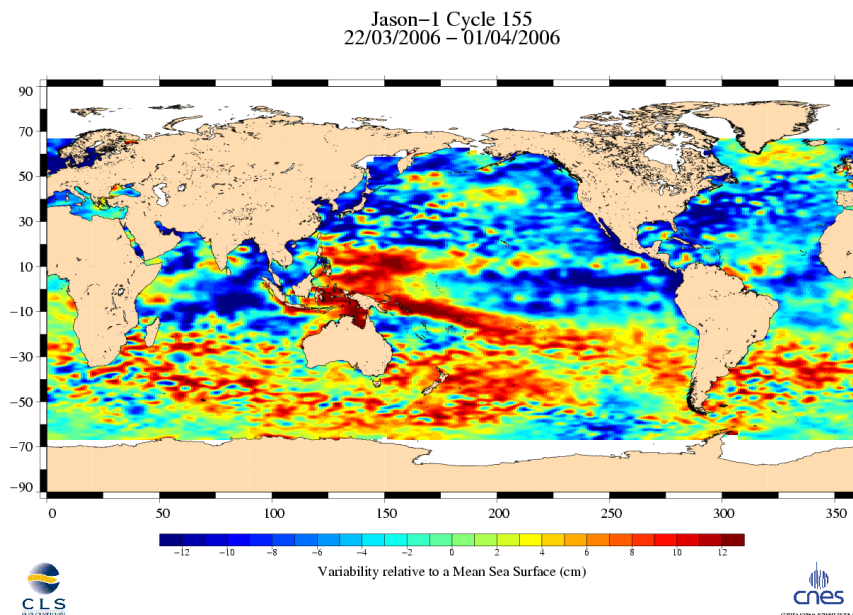 Jason-1 Cycle 155
22/03/2006 - 01/04/2006
90
70
50
30
10
-10
-30
-50
-70
-90
0 50 100 150 200 250 300 350
-12 -10 -8 -6 -4 -2 0 2 4 6 8 10 12
Variability relative to a Mean Sea Surface (cm)
CLS
cnes